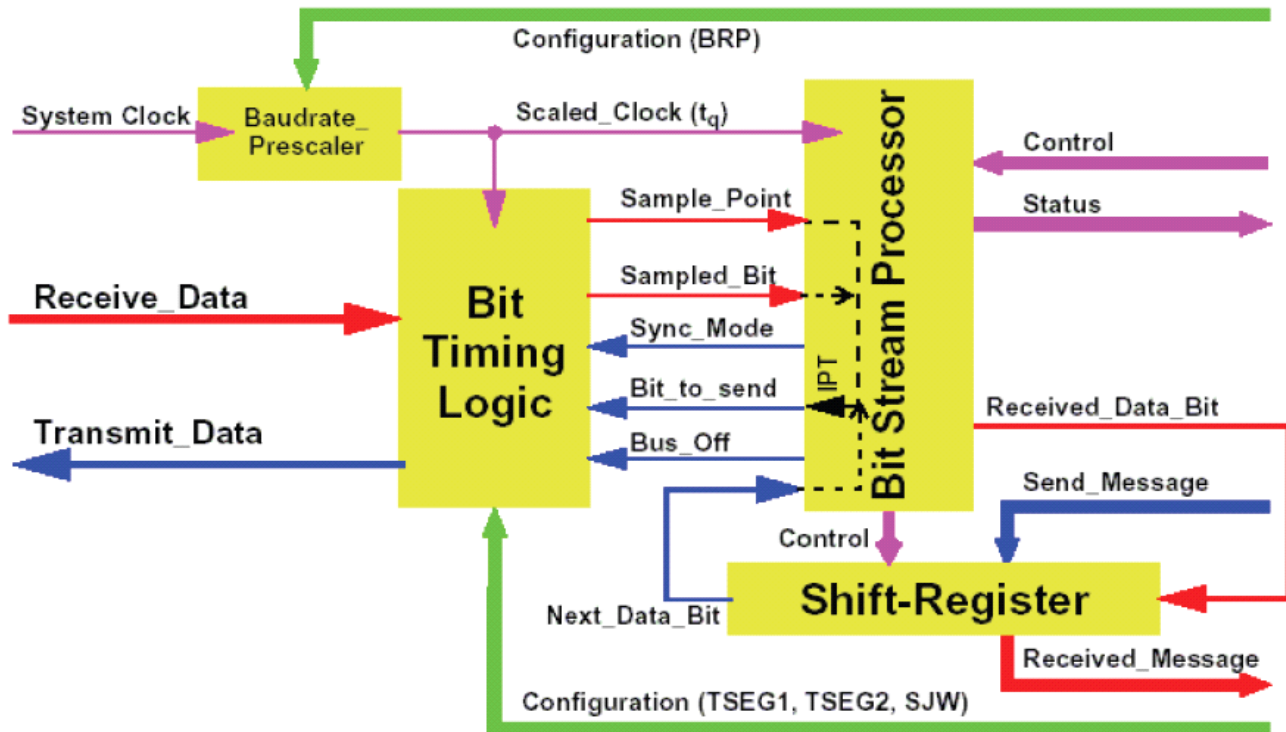 Configuration (BRP)
System Clock
Baudrate_
Prescaler
Scaled_Clock (tq)
Control
Sample_Point
Status
Receive_Data
Sampled_Bit
Bit
Timing
Logic
Sync_Mode
Bit_to_send
IPT
Bit Stream Processor
Received_Data_Bit
Transmit_Data
Bus_Off
Send_Message
Control
Shift-Register
Next_Data_Bit
Received_Message
Configuration (TSEG1, TSEG2, SJW)